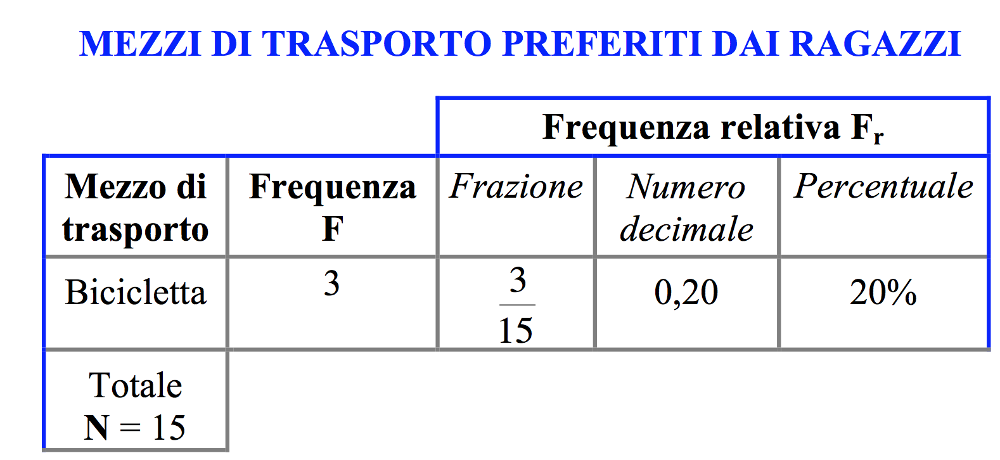 MEZZI DI TRASPORTO PREFERITI DAI RAGAZZI
Frequenza relativa Fr
Mezzo di
trasporto
Frequenza
F
Frazione
Numero
decimale
Percentuale
Bicicletta
3
3
15
0,20
20%
Totale
N = 15